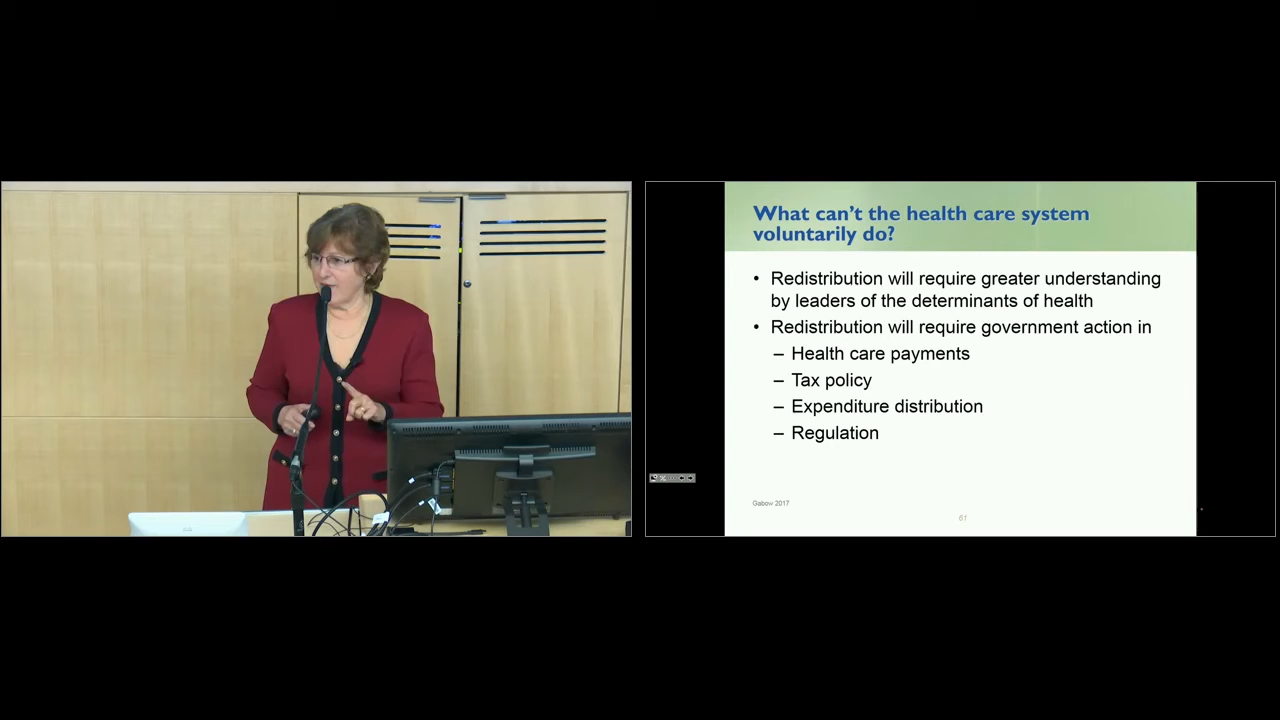 What can't the health care system
voluntarily do?
• Redistribution will require greater understanding
by leaders of the determinants of health
• Redistribution will require government action in
– Health care payments
– Tax policy
– Expenditure distribution
– Regulation
Gabow 2017
61